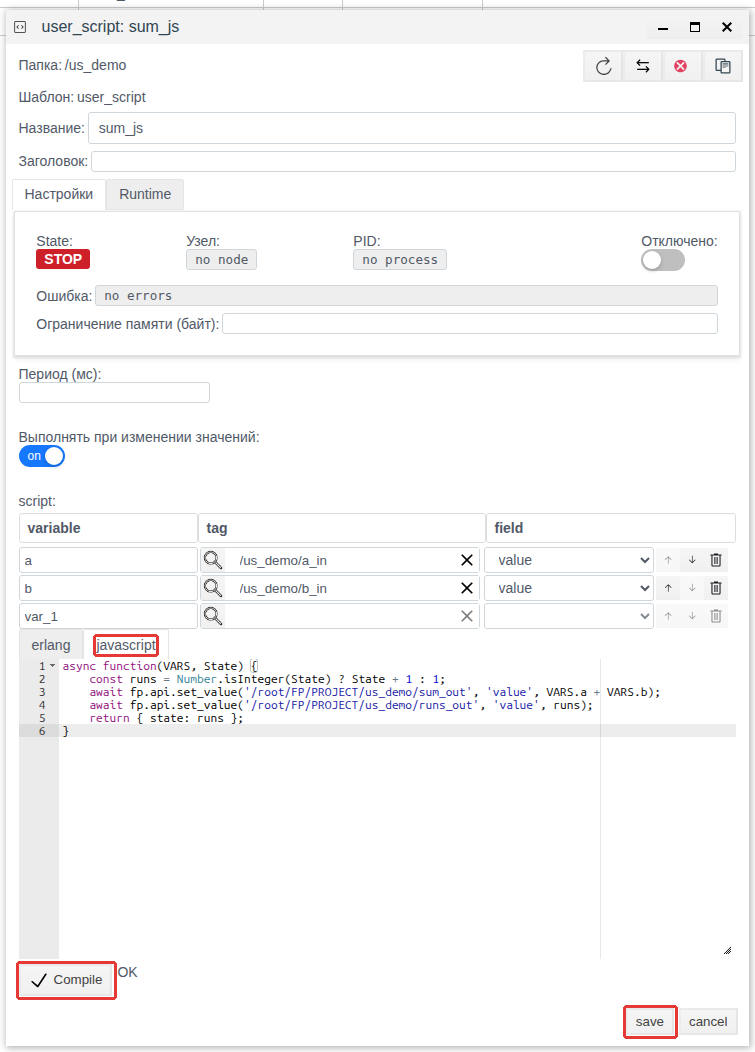 user_script: sum_js
Папка: /us_demo
Шаблон: user_script
Название: sum_js
Заголовок:
Настройки Runtime
State: Узел: PID: Отключено:
STOP no node no process
Ошибка: no errors
Ограничение памяти (байт):
Период (мс):
Выполнять при изменении значений:
on
script:
variable tag field
a /us_demo/a_in value
b /us_demo/b_in value
var_1
erlang javascript
1 async function(VARS, State) {
2 const runs = Number.isInteger(State) ? State + 1 : 1;
3 await fp.api.set_value('/root/FP/PROJECT/us_demo/sum_out', 'value', VARS.a + VARS.b);
4 await fp.api.set_value('/root/FP/PROJECT/us_demo/runs_out', 'value', runs);
5 return { state: runs };
6 }
Compile OK
save cancel